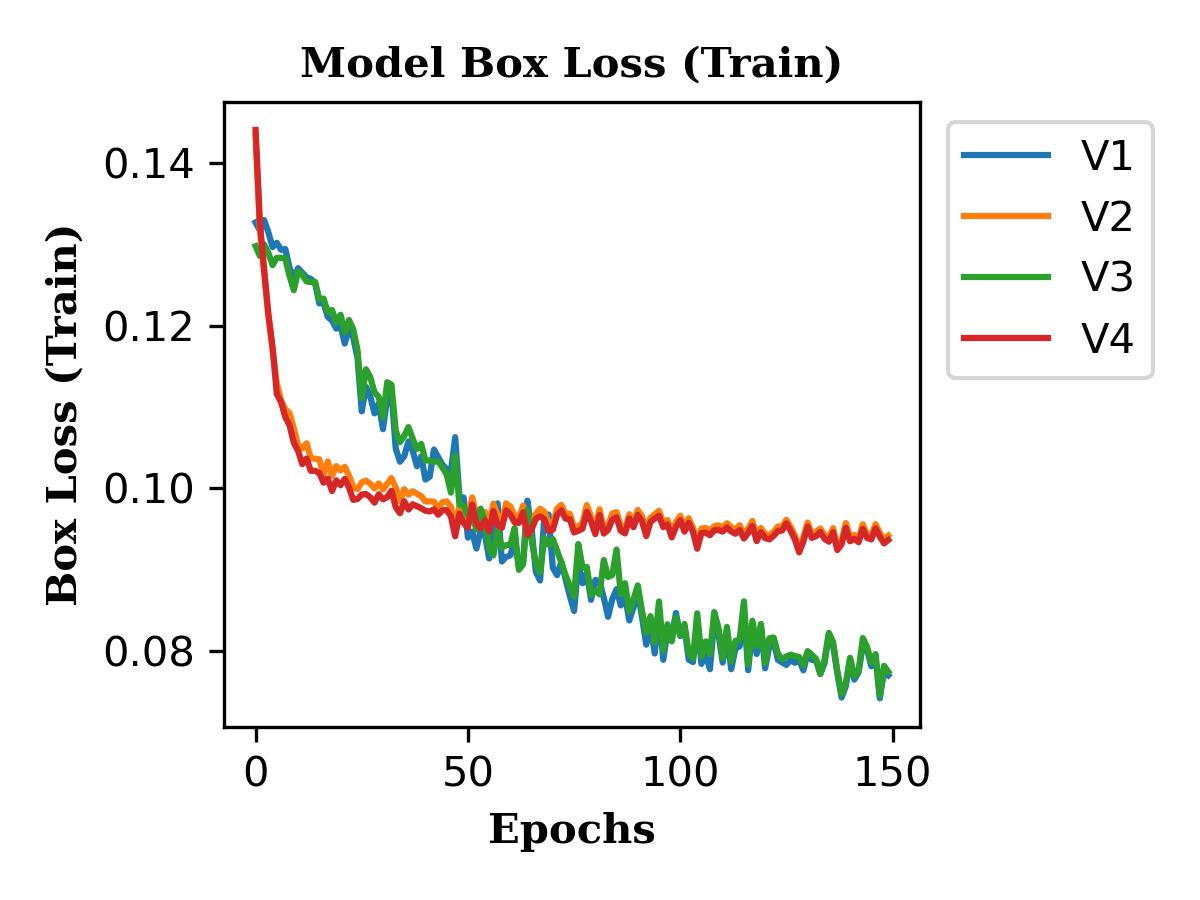 Model Box Loss (Train)
Box Loss (Train)
0.14
0.12
0.10
0.08
0
50
100
150
Epochs
V1
V2
V3
V4